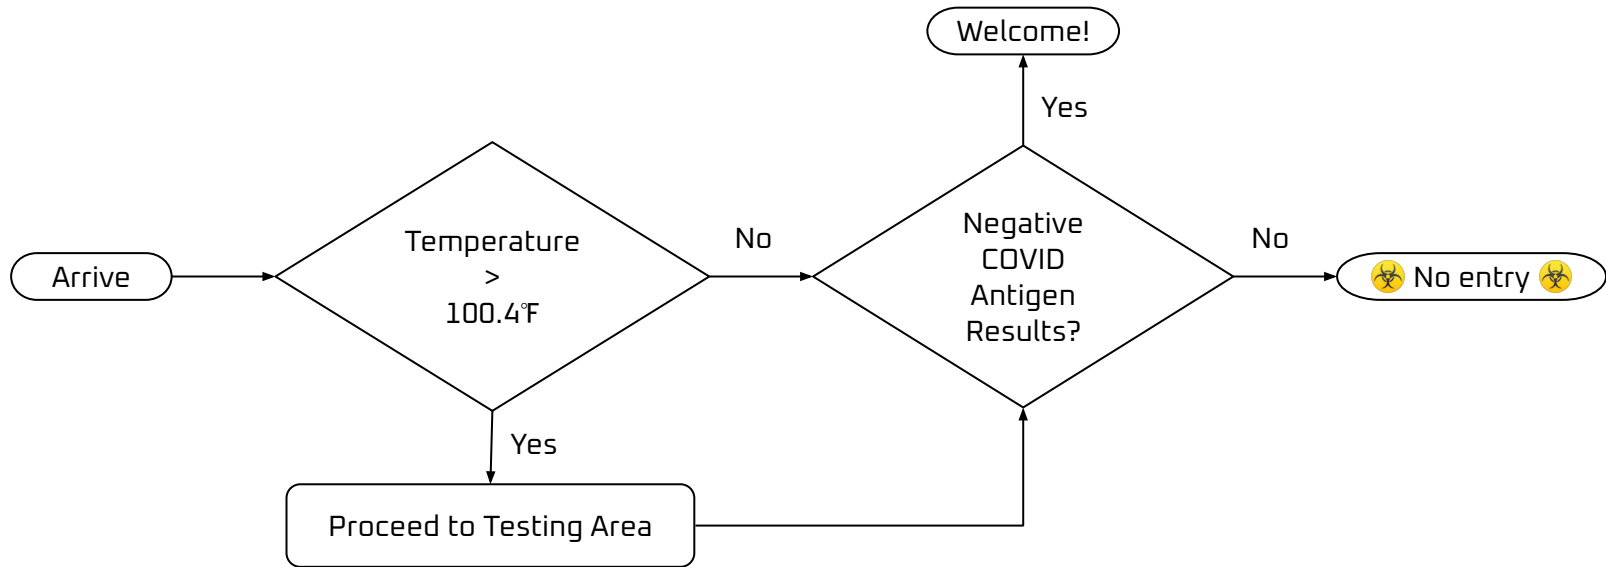 Welcome!
Yes
Arrive
Temperature
>
100.4°F
No
Negative
COVID
Antigen
Results?
No
☣ No entry ☣
Yes
Proceed to Testing Area